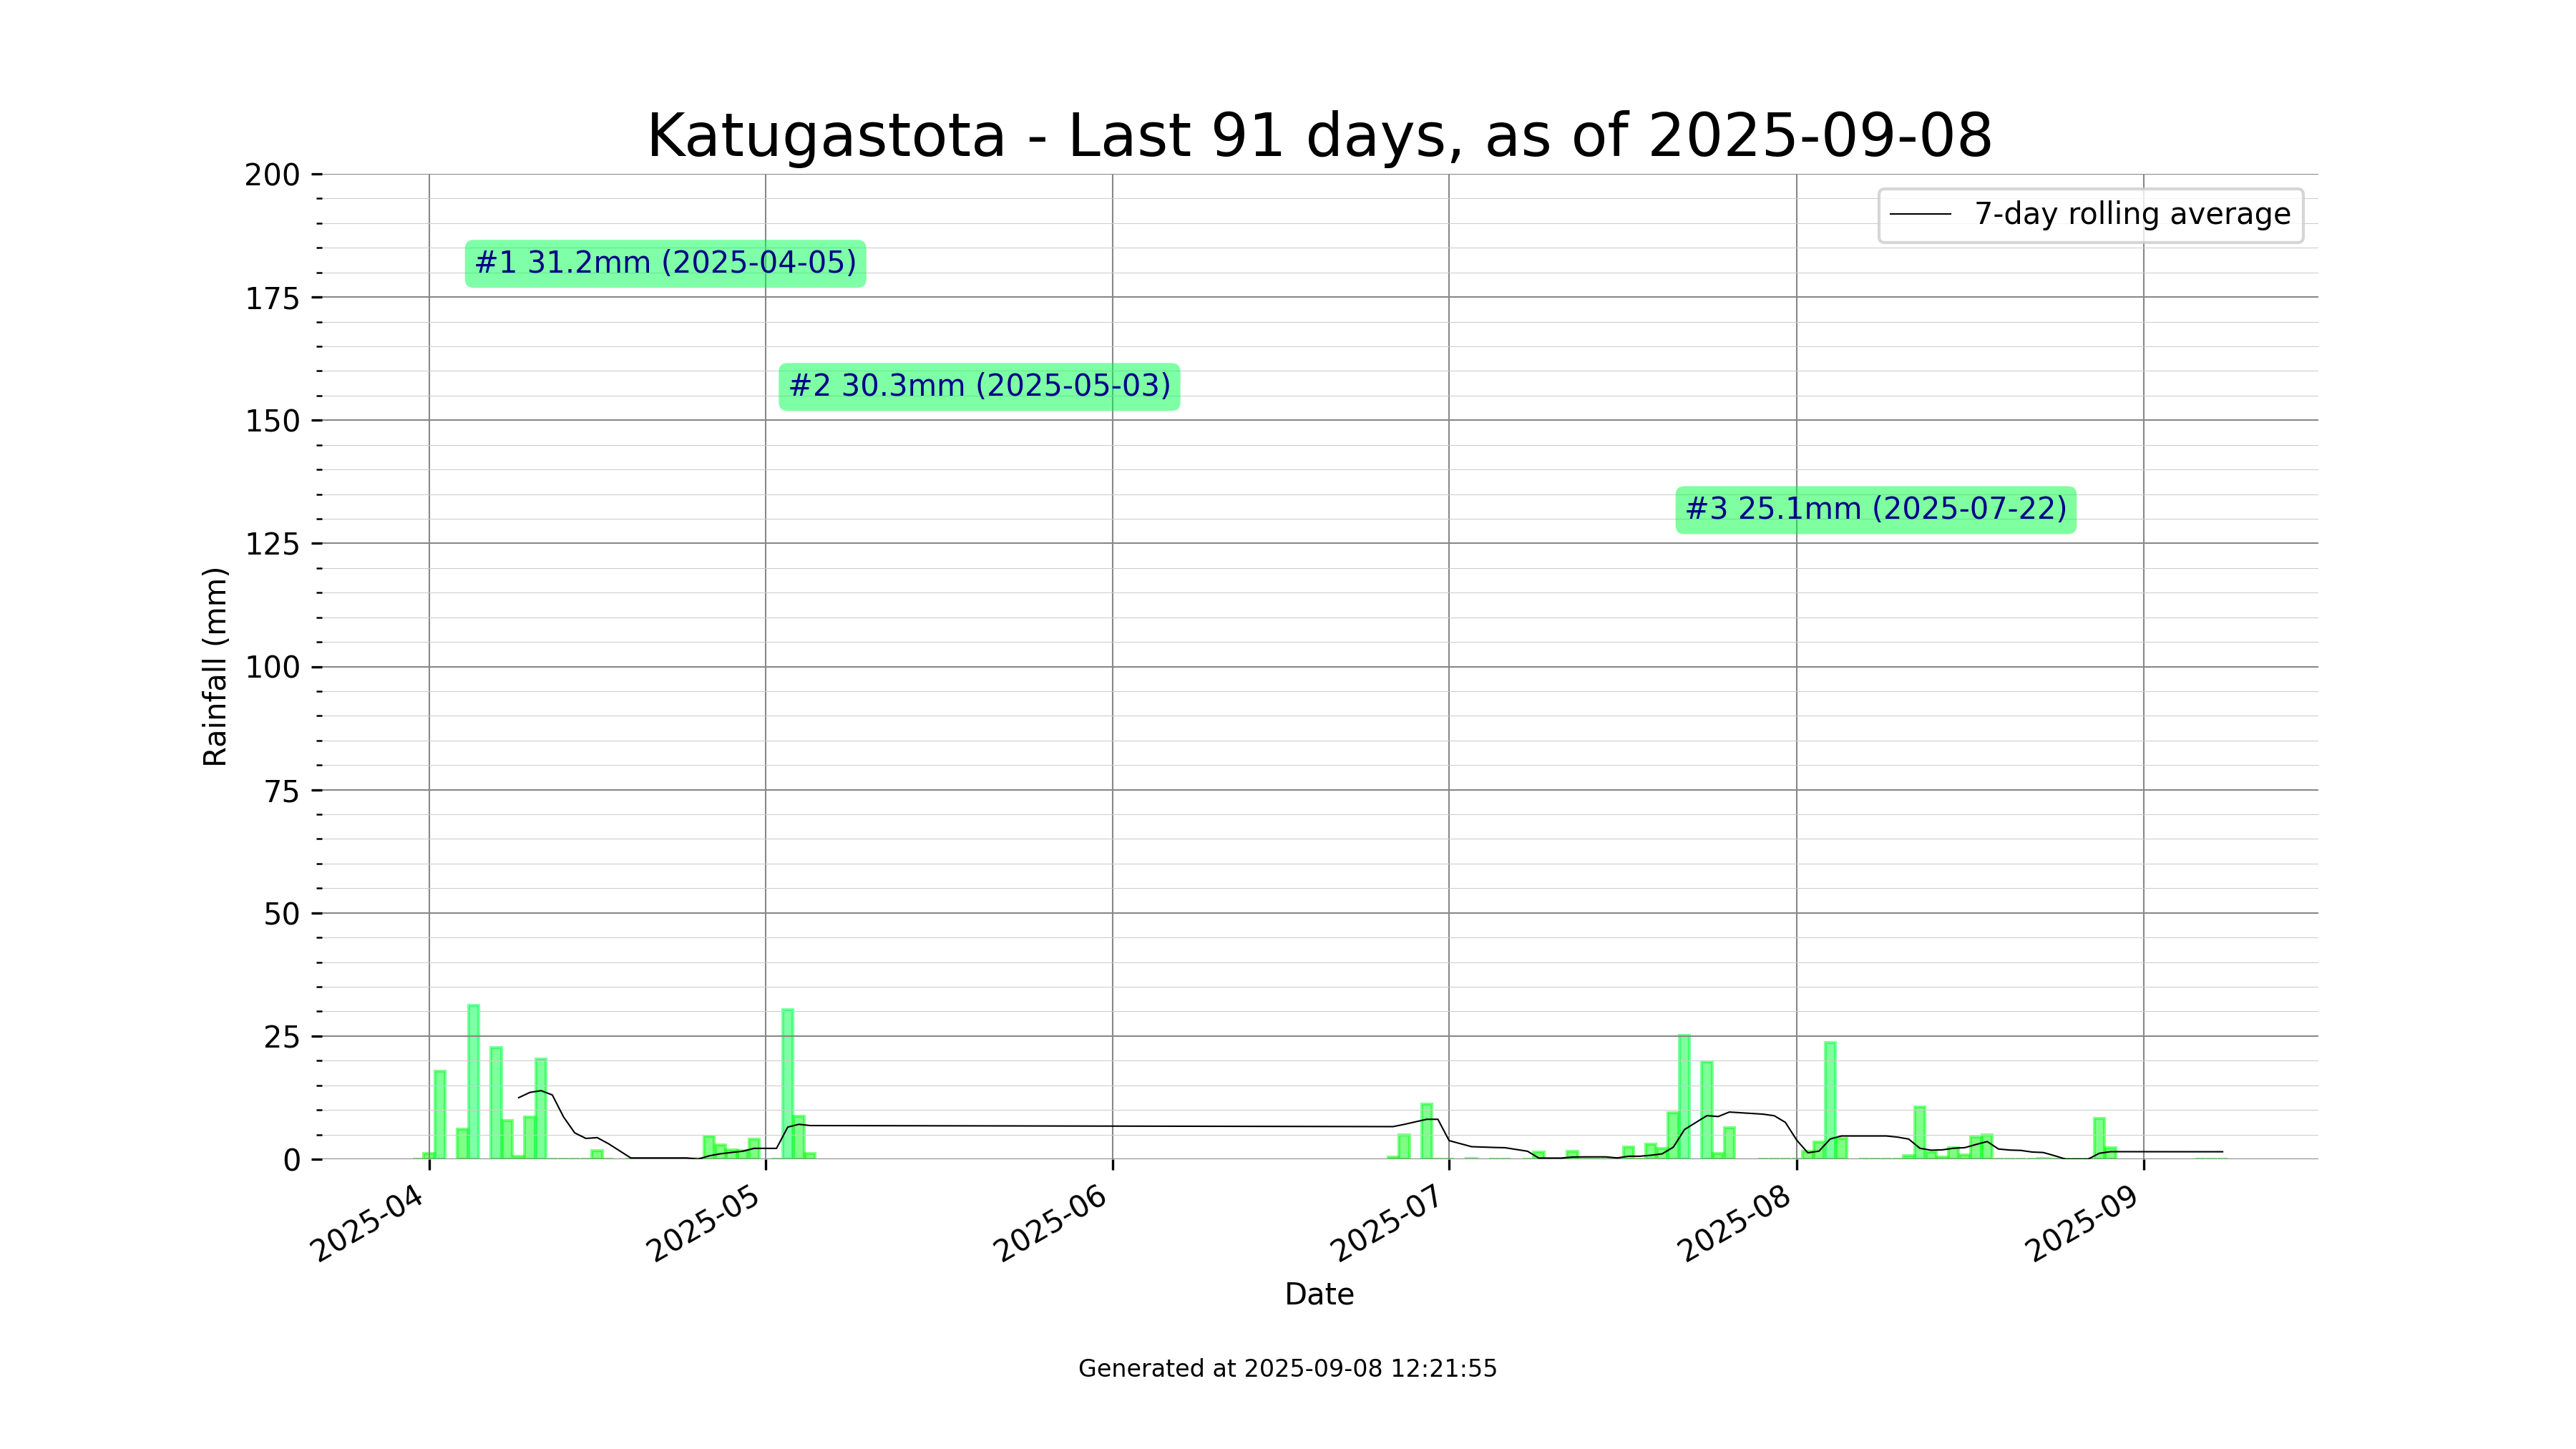 Katugastota - Last 91 days, as of 2025-09-08
7-day rolling average
#1 31.2mm (2025-04-05)
#2 30.3mm (2025-05-03)
#3 25.1mm (2025-07-22)
Rainfall (mm)
200
175
150
125
100
75
50
25
0
2025-04
2025-05
2025-06
2025-07
2025-08
2025-09
Date
Generated at 2025-09-08 12:21:55